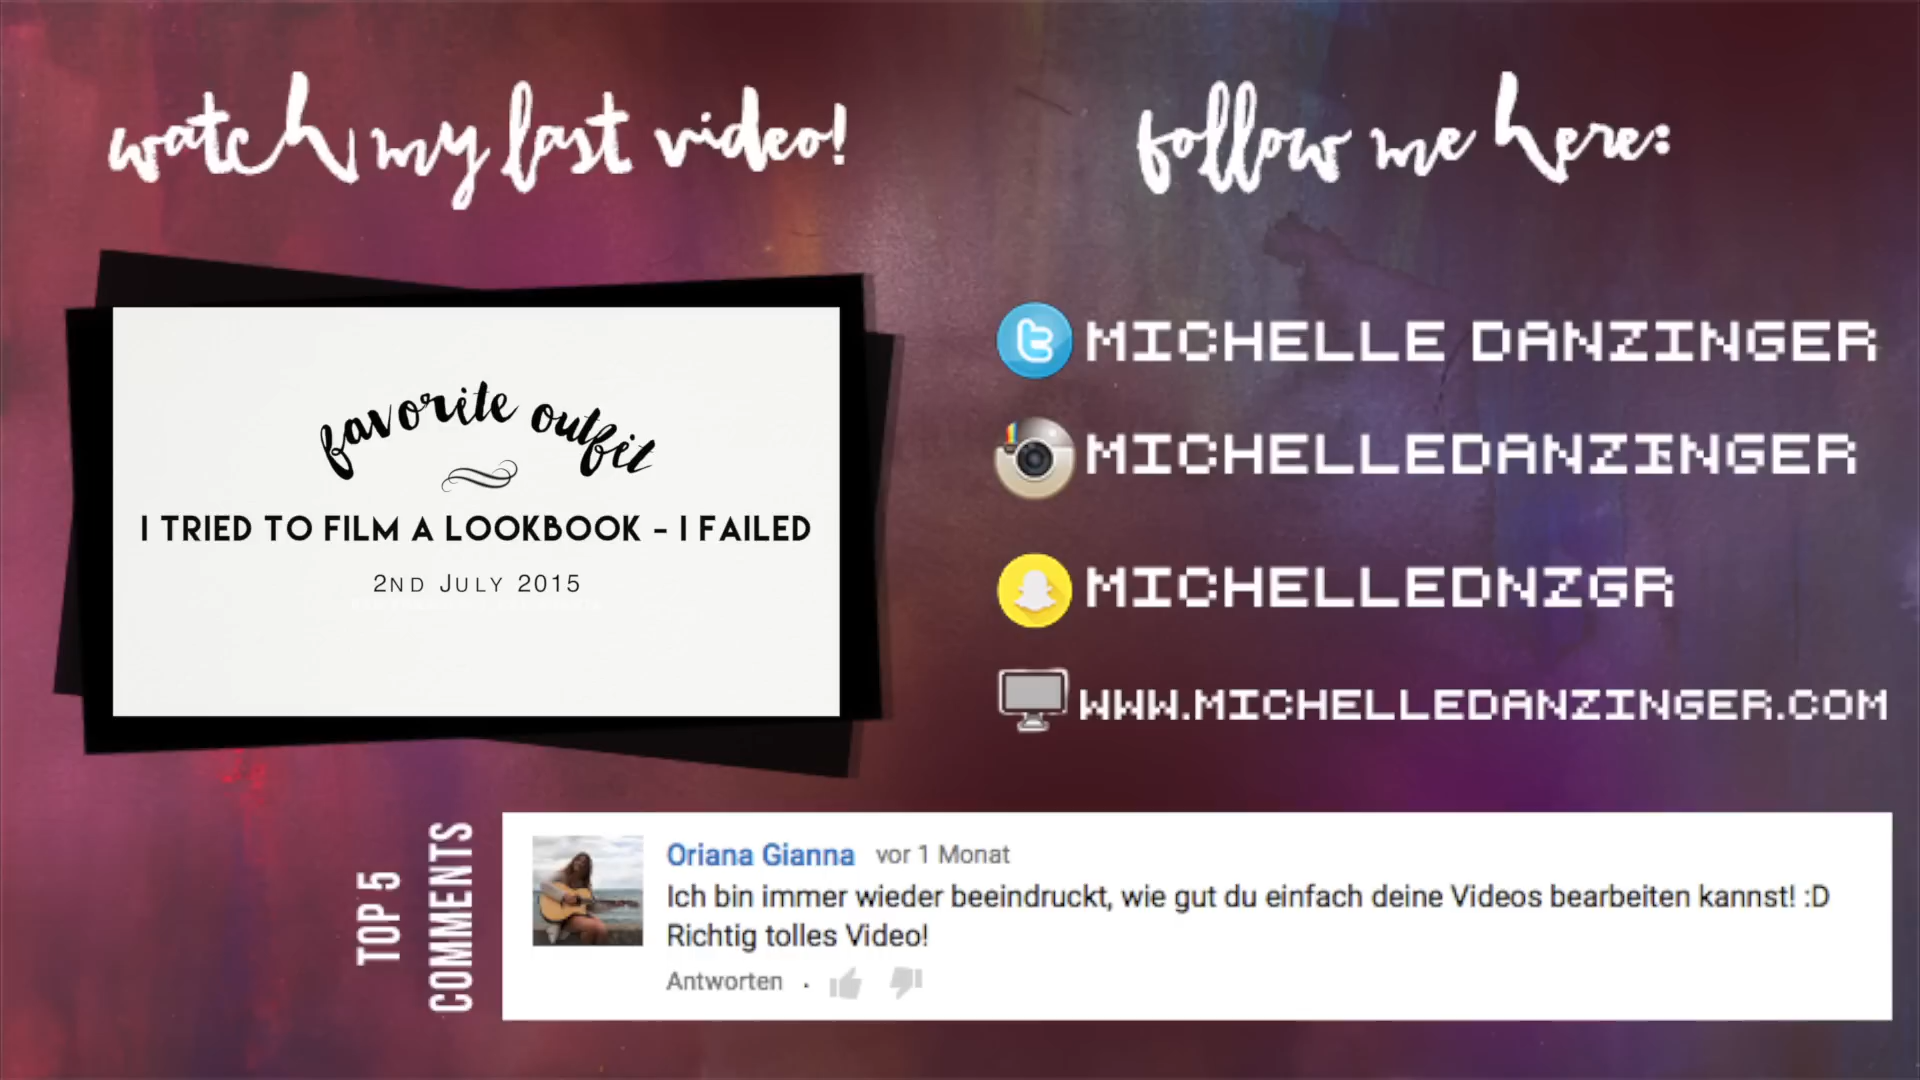 watch my last video!
follow me here:
favorite outfit
I TRIED TO FILM A LOOKBOOK - I FAILED
2ND JULY 2015
MICHELLE DANZINGER
MICHELLEDANZINGER
MICHELLEDNZGR
WWW.MICHELLEDANZINGER.COM
TOP 5
COMMENTS
Oriana Gianna vor 1 Monat
Ich bin immer wieder beeindruckt, wie gut du einfach deine Videos bearbeiten kannst! :D
Richtig tolles Video!
Antworten ·